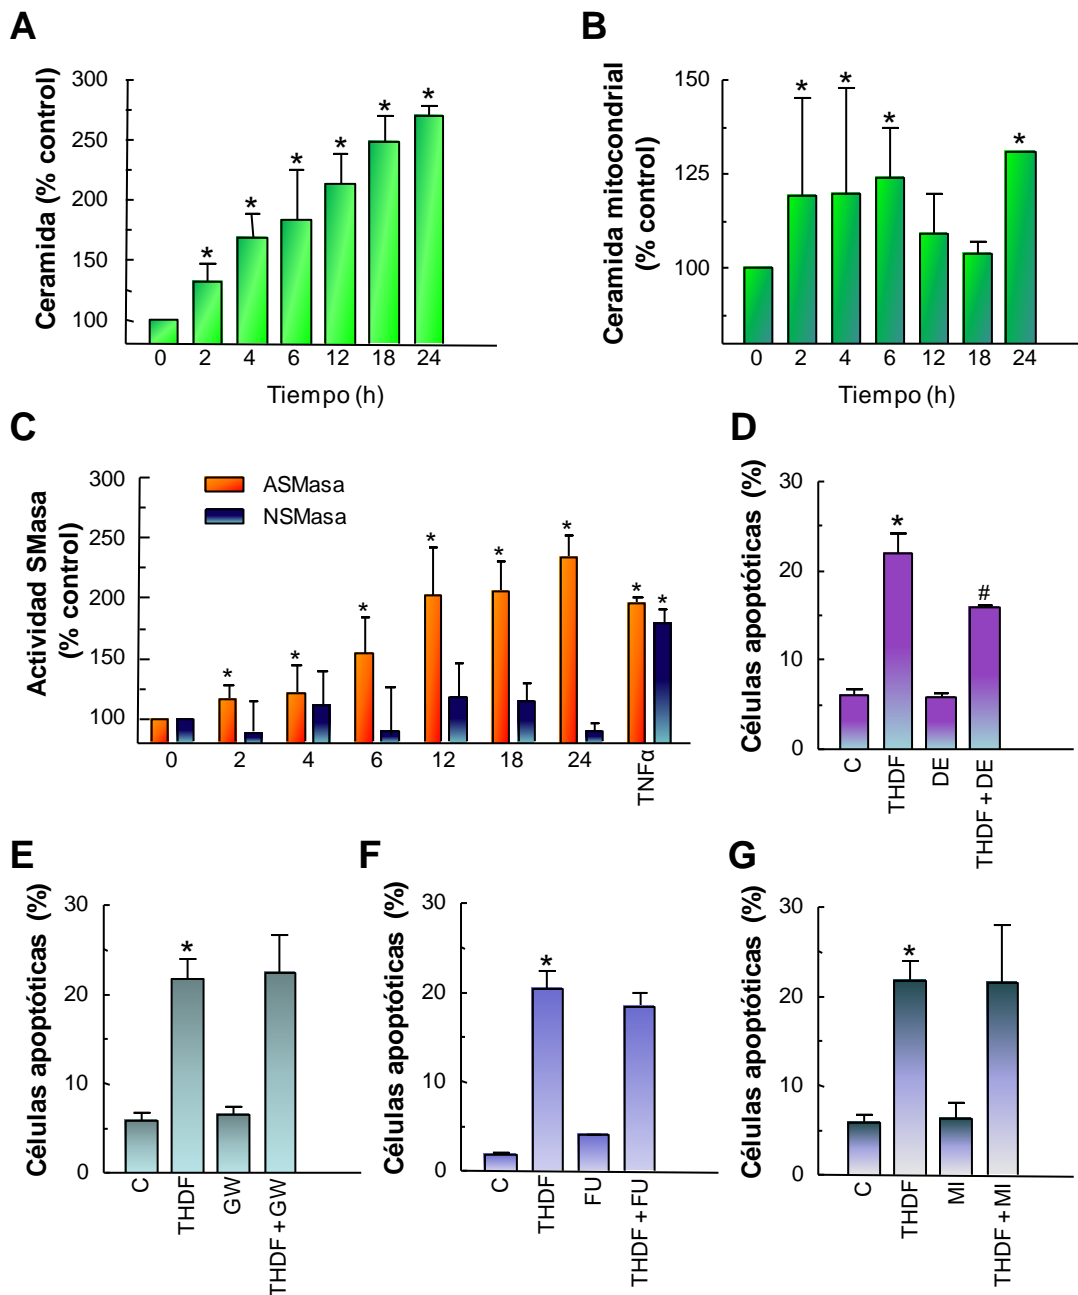 A
Ceramida (% control)
300
250
200
150
100
* * * * * *
0 2 4 6 12 18 24
Tiempo (h)
B
Ceramida mitocondrial
(% control)
150
125
100
* * * *
0 2 4 6 12 18 24
Tiempo (h)
C
Actividad SMasa
(% control)
300
250
200
150
100
ASMasa
NSMasa
* * * * * * * *
0 2 4 6 12 18 24 TNFα
D
Células apoptóticas (%)
30
20
10
0
* #
C THDF DE THDF + DE
E
Células apoptóticas (%)
30
20
10
0
*
C THDF GW THDF + GW
F
Células apoptóticas (%)
30
20
10
0
*
C THDF FU THDF + FU
G
Células apoptóticas (%)
30
20
10
0
*
C THDF MI THDF + MI